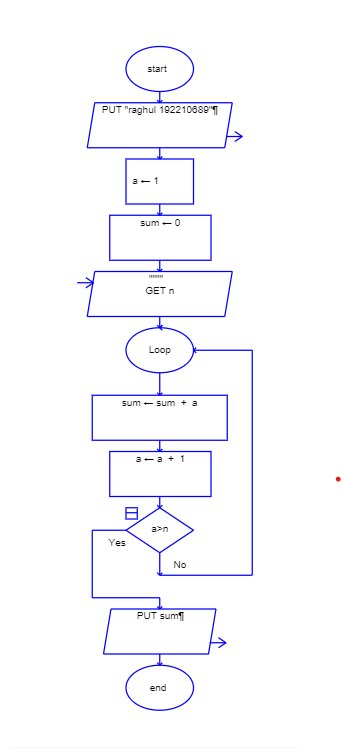 start
PUT "raghul 192210689"¶
a ← 1
sum ← 0
""""
GET n
Loop
sum ← sum + a
a ← a + 1
a>n
Yes
No
PUT sum¶
end